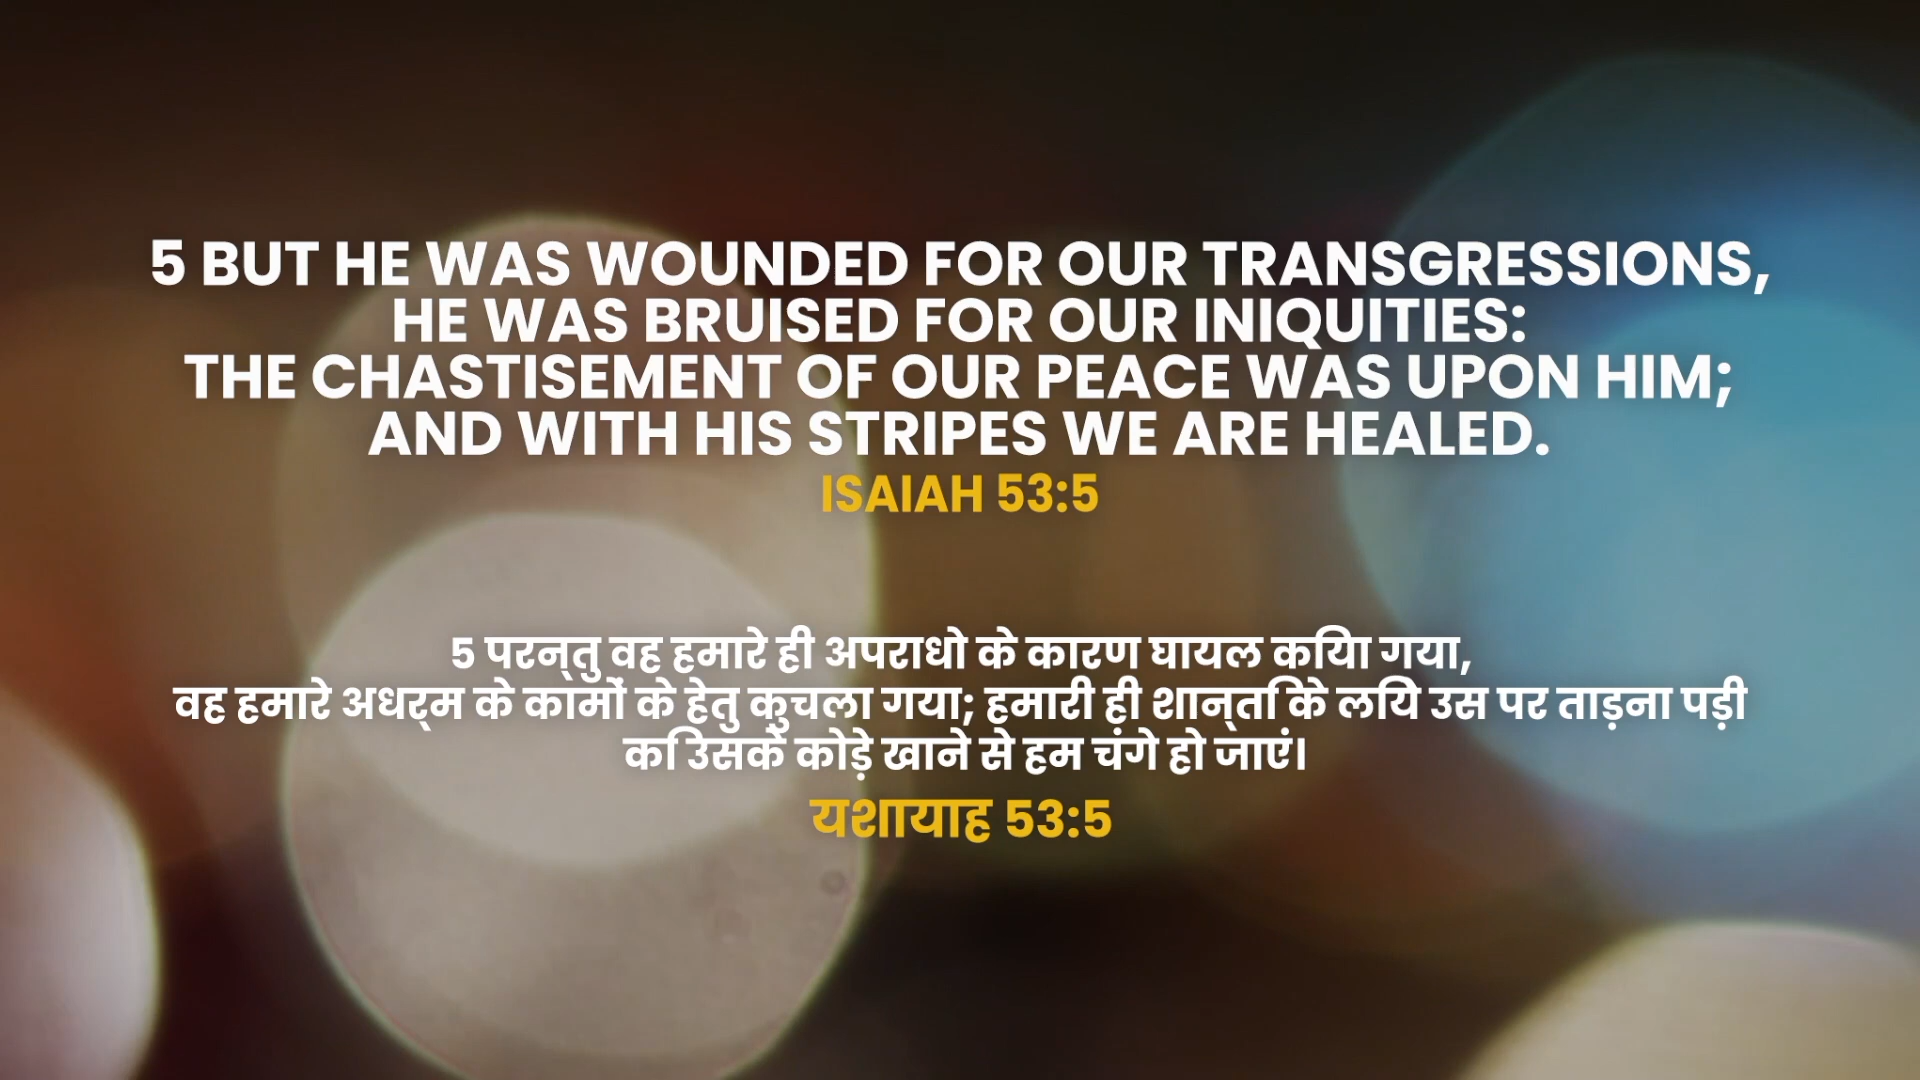 5 BUT HE WAS WOUNDED FOR OUR TRANSGRESSIONS,
HE WAS BRUISED FOR OUR INIQUITIES:
THE CHASTISEMENT OF OUR PEACE WAS UPON HIM;
AND WITH HIS STRIPES WE ARE HEALED.
ISAIAH 53:5
5 परन्तु वह हमारे ही अपराधो के कारण घायल किया गया,
वह हमारे अधर्म के कामों के हेतु कुचला गया; हमारी ही शान्ति के लिये उस पर ताड़ना पड़ी
कि उसके कोड़े खाने से हम चंगे हो जाएं।
यशायाह 53:5